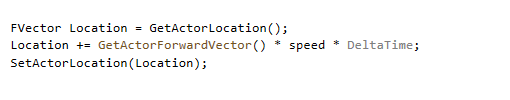 FVector Location = GetActorLocation();
Location += GetActorForwardVector() * speed * DeltaTime;
SetActorLocation(Location);